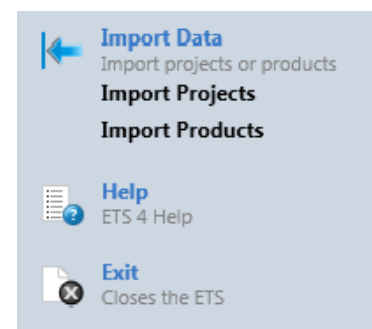 Import Data
Import projects or products
Import Projects
Import Products
Help
ETS 4 Help
Exit
Closes the ETS